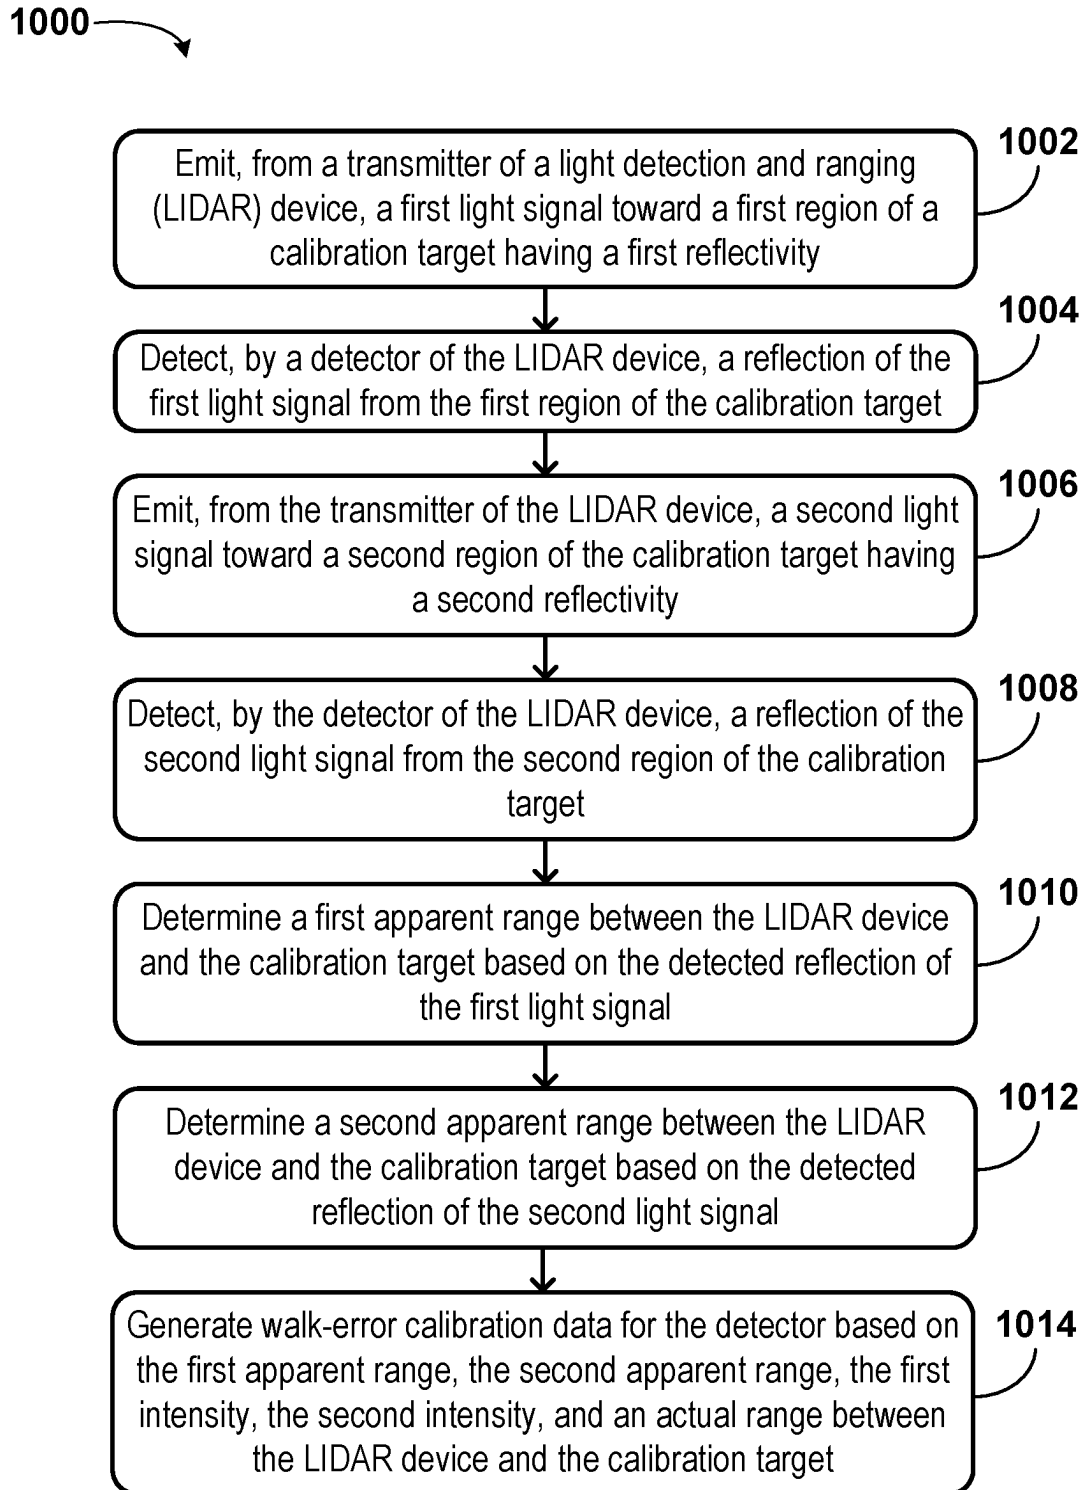 1000
1002
Emit, from a transmitter of a light detection and ranging
(LIDAR) device, a first light signal toward a first region of a
calibration target having a first reflectivity
1004
Detect, by a detector of the LIDAR device, a reflection of the
first light signal from the first region of the calibration target
1006
Emit, from the transmitter of the LIDAR device, a second light
signal toward a second region of the calibration target having
a second reflectivity
1008
Detect, by the detector of the LIDAR device, a reflection of the
second light signal from the second region of the calibration
target
1010
Determine a first apparent range between the LIDAR device
and the calibration target based on the detected reflection of
the first light signal
1012
Determine a second apparent range between the LIDAR
device and the calibration target based on the detected
reflection of the second light signal
1014
Generate walk-error calibration data for the detector based on
the first apparent range, the second apparent range, the first
intensity, the second intensity, and an actual range between
the LIDAR device and the calibration target